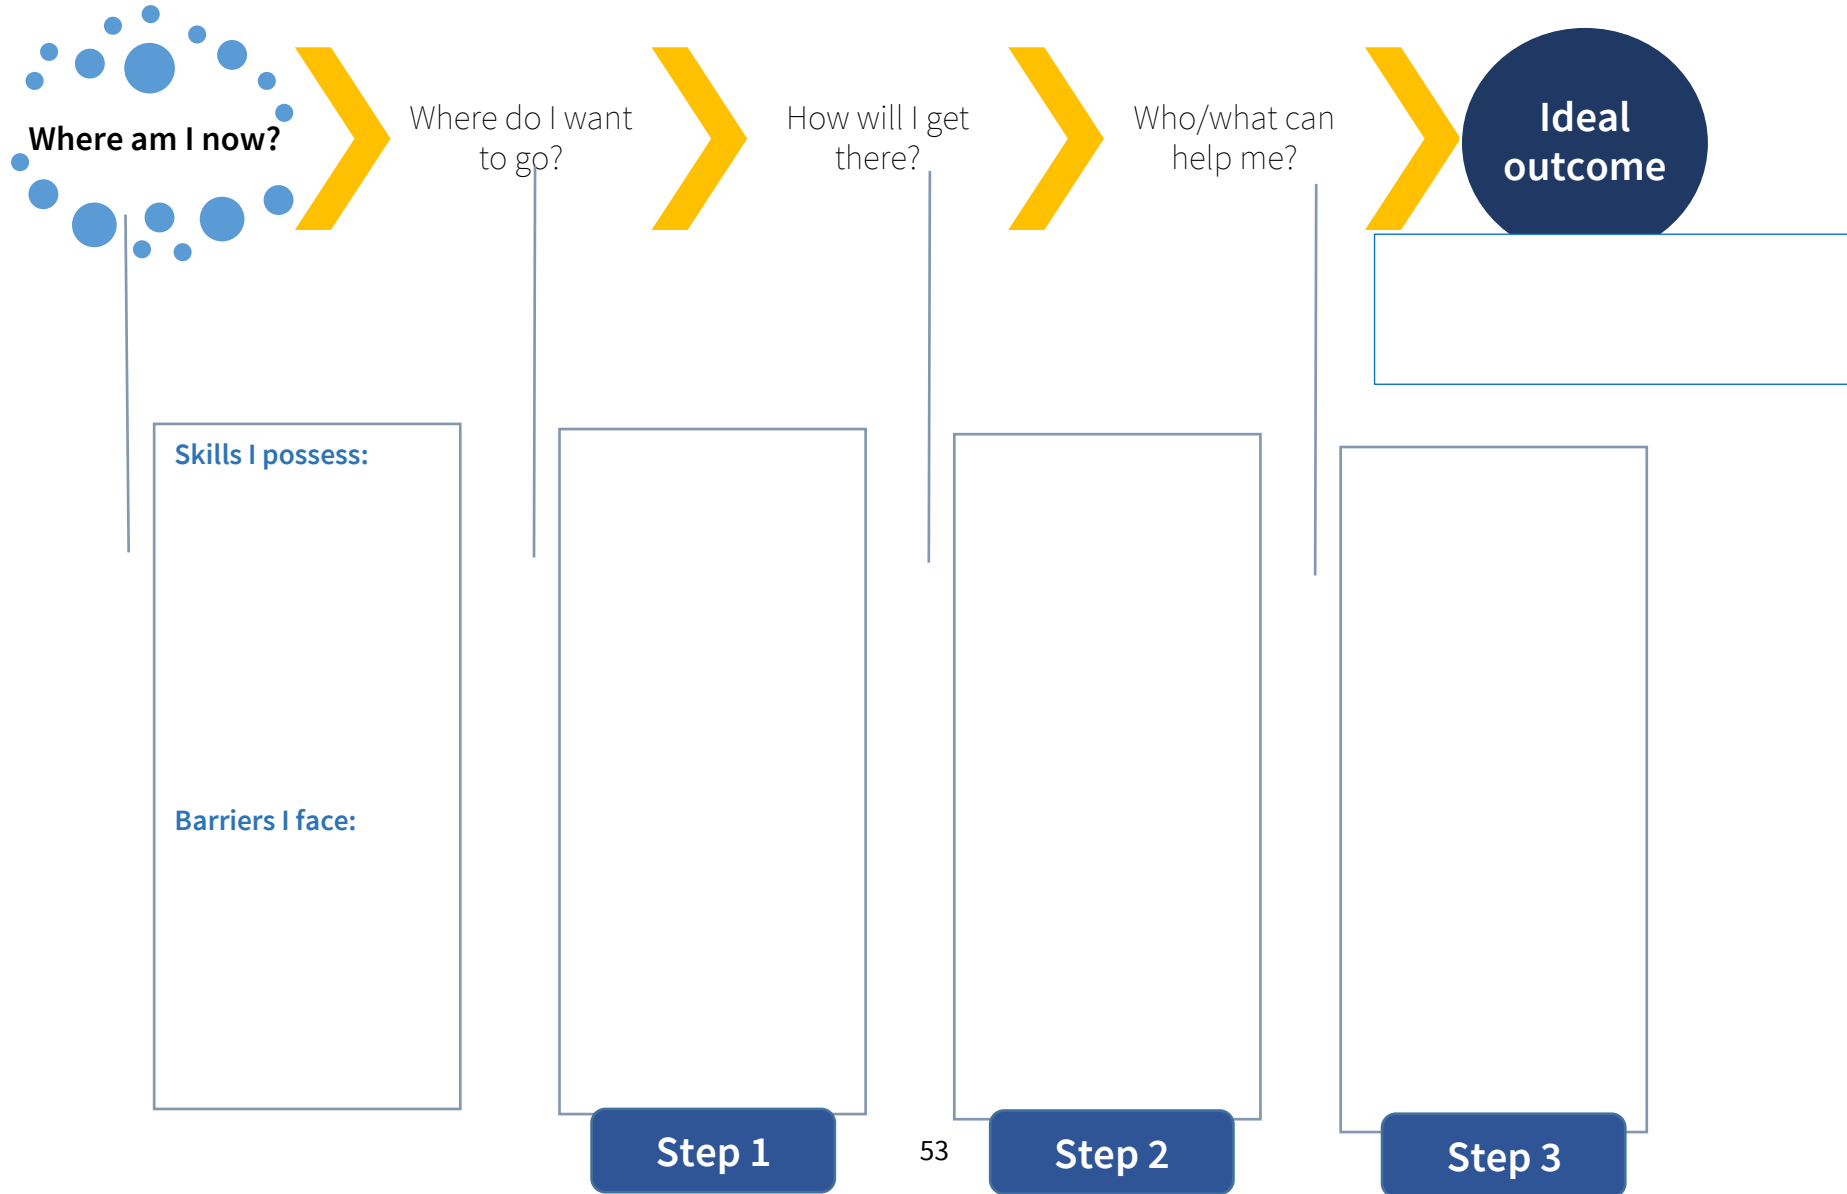 Where am I now?
Where do I want
to go?
How will I get
there?
Who/what can
help me?
Ideal
outcome
Skills I possess:
Barriers I face:
Step 1
53
Step 2
Step 3